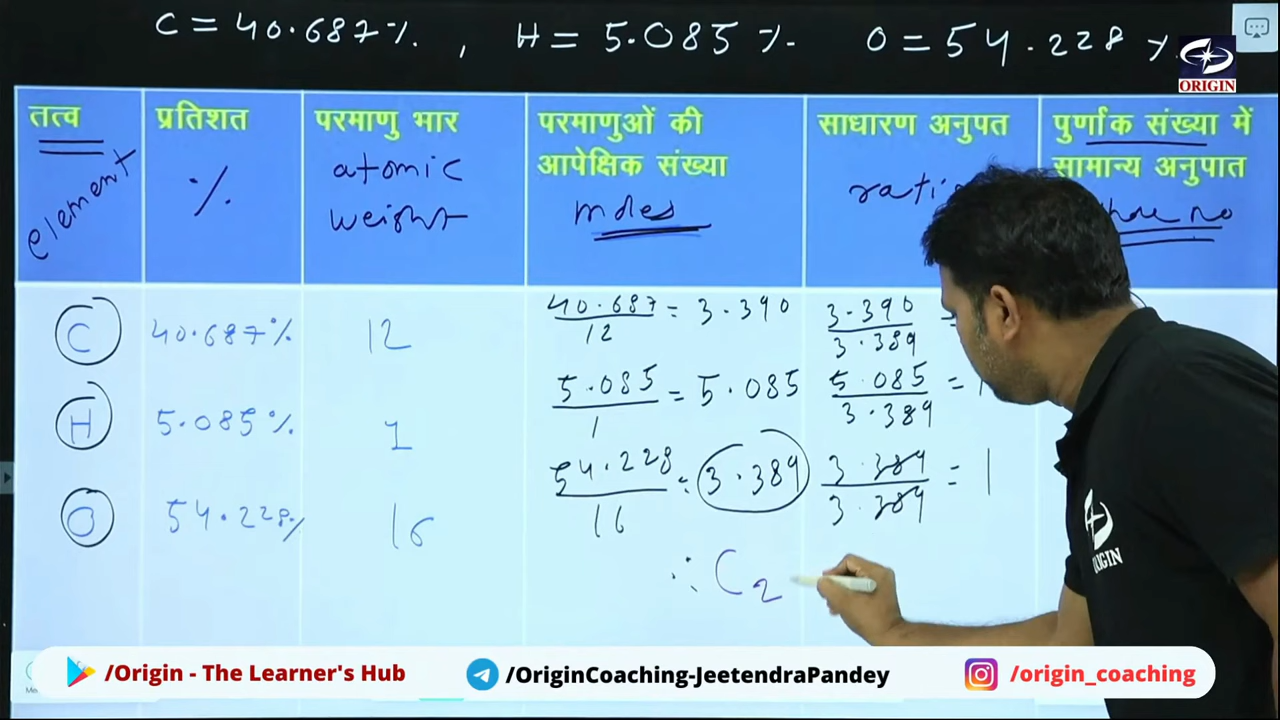 C = 40.687%. , H = 5.085 %. O = 54.228 %.
ORIGIN
तत्व प्रतिशत परमाणु भार परमाणुओं की साधारण अनुपत पुर्णाक संख्या में
आपेक्षिक संख्या सामान्य अनुपात
element % atomic weight moles no
C 40.687% 12 40.687/12 = 3.390 3.390/3.389
H 5.085% 1 5.085/1 = 5.085 5.085/3.389 =
O 54.228% 16 54.228/16 = 3.389 3.389/3.389 = 1
∴ C2
ORIGIN
/Origin - The Learner's Hub /OriginCoaching-JeetendraPandey /origin_coaching